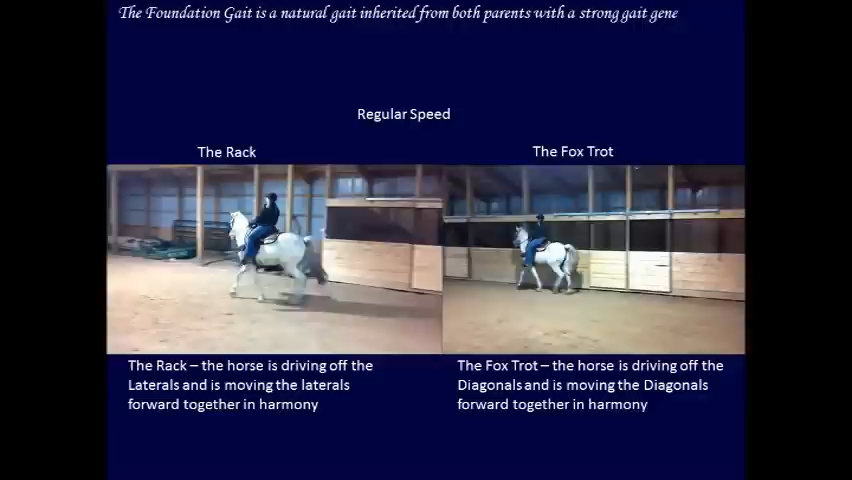 The Foundation Gait is a natural gait inherited from both parents with a strong gait gene
Regular Speed
The Rack
The Fox Trot
The Rack – the horse is driving off the
Laterals and is moving the laterals
forward together in harmony
The Fox Trot – the horse is driving off the
Diagonals and is moving the Diagonals
forward together in harmony